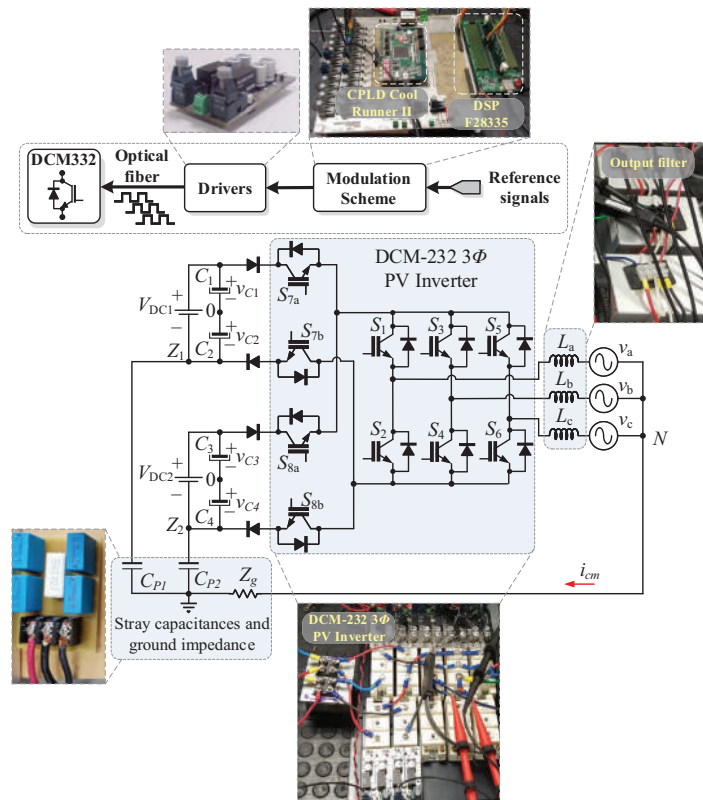 CPLD Cool
Runner II
DSP
F28335
DCM332
Optical
fiber
Drivers
Modulation
Scheme
Reference
signals
Output filter
DCM-232 3Φ
PV Inverter
C1
+
−
vC1
VDC1
+
−
0
C2
+
−
vC2
Z1
S7a
S7b
S1
S3
S5
S2
S4
S6
La
Lb
Lc
va
vb
vc
N
C3
+
−
vC3
VDC2
+
−
0
C4
+
−
vC4
Z2
S8a
S8b
CP1
CP2
Zg
icm
Stray capacitances and
ground impedance
DCM-232 3Φ
PV Inverter